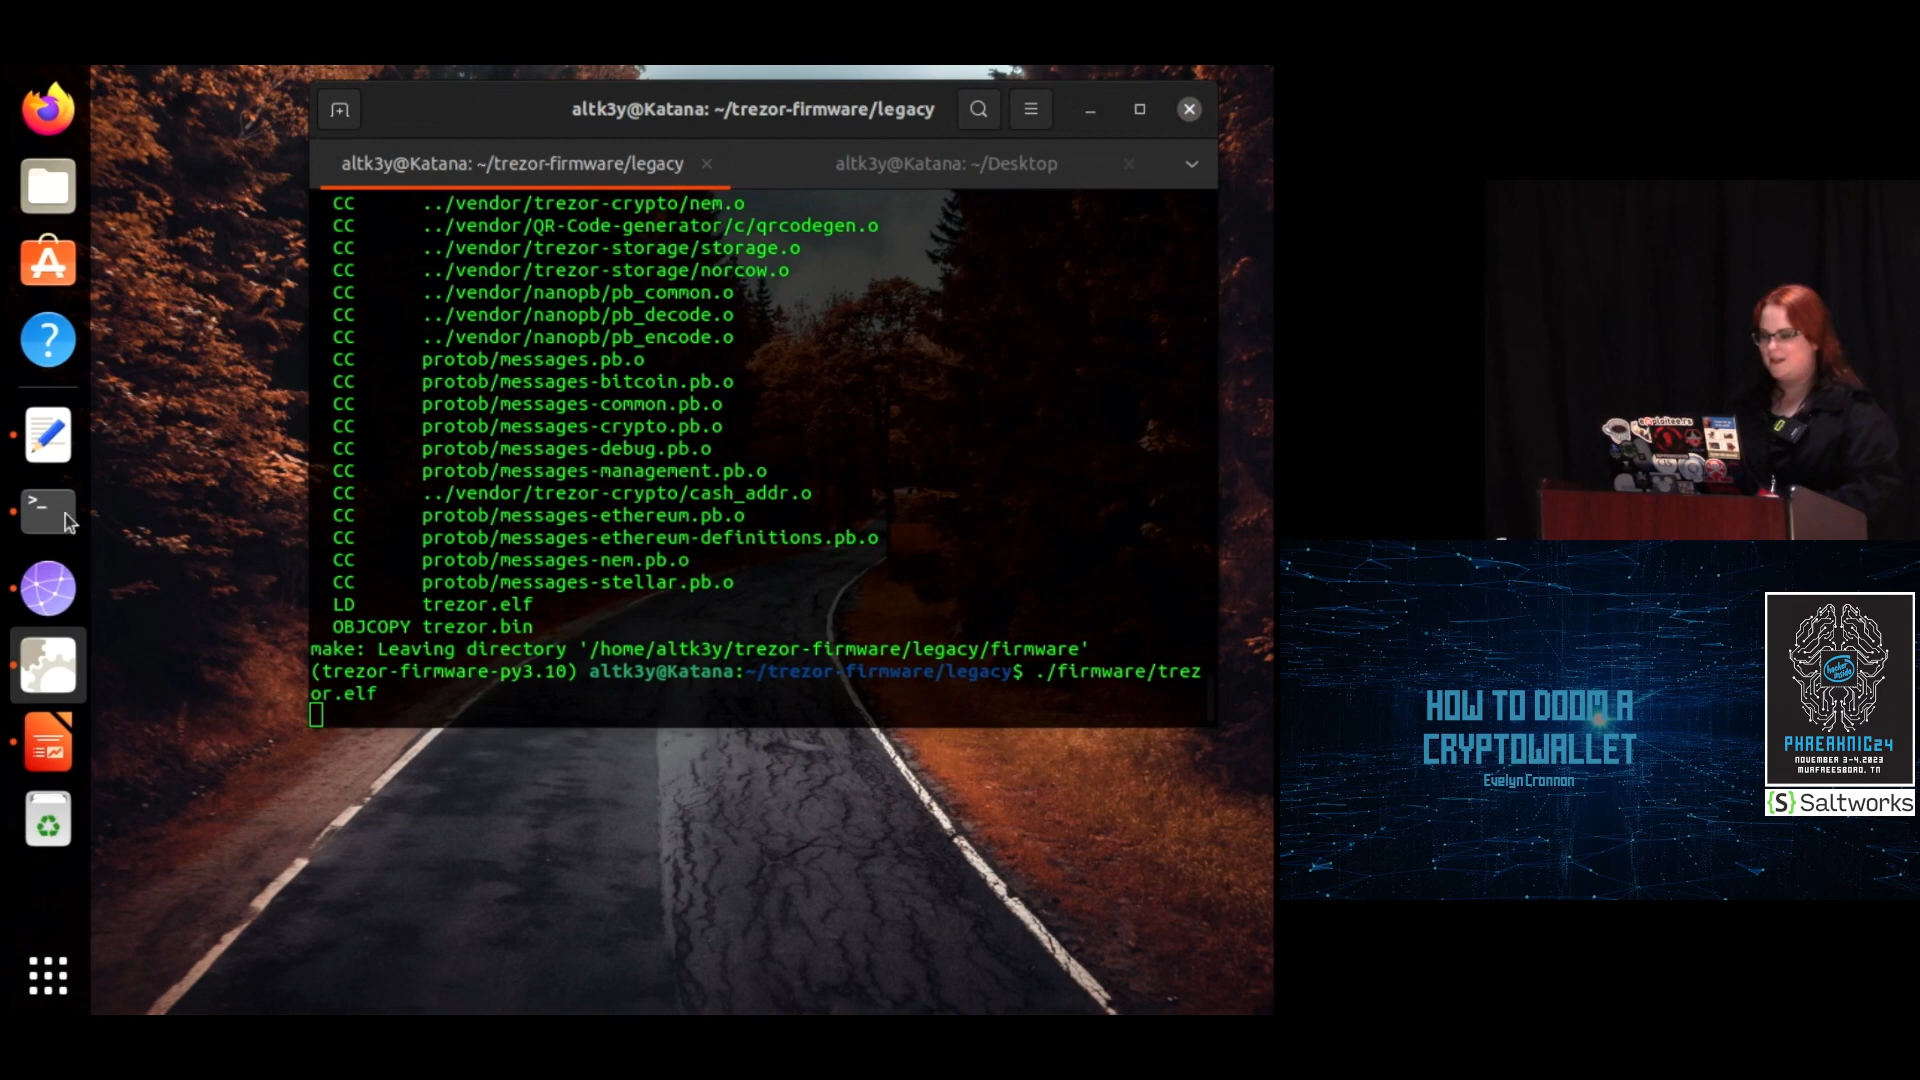 altk3y@Katana: ~/trezor-firmware/legacy
altk3y@Katana: ~/trezor-firmware/legacy
altk3y@Katana: ~/Desktop
CC ../vendor/trezor-crypto/nem.o
CC ../vendor/QR-Code-generator/c/qrcodegen.o
CC ../vendor/trezor-storage/storage.o
CC ../vendor/trezor-storage/norcow.o
CC ../vendor/nanopb/pb_common.o
CC ../vendor/nanopb/pb_decode.o
CC ../vendor/nanopb/pb_encode.o
CC protob/messages.pb.o
CC protob/messages-bitcoin.pb.o
CC protob/messages-common.pb.o
CC protob/messages-crypto.pb.o
CC protob/messages-debug.pb.o
CC protob/messages-management.pb.o
CC ../vendor/trezor-crypto/cash_addr.o
CC protob/messages-ethereum.pb.o
CC protob/messages-ethereum-definitions.pb.o
CC protob/messages-nem.pb.o
CC protob/messages-stellar.pb.o
LD trezor.elf
OBJCOPY trezor.bin
make: Leaving directory '/home/altk3y/trezor-firmware/legacy/firmware'
(trezor-firmware-py3.10) altk3y@Katana:~/trezor-firmware/legacy$ ./firmware/trez
or.elf
exploitee.rs
HOW TO DOOM A
CRYPTOWALLET
Evelyn Cronnon
hacker
inside
PHREAKNIC24
NOVEMBER 3-4.2023
MURFREESBORO, TN
{S} Saltworks